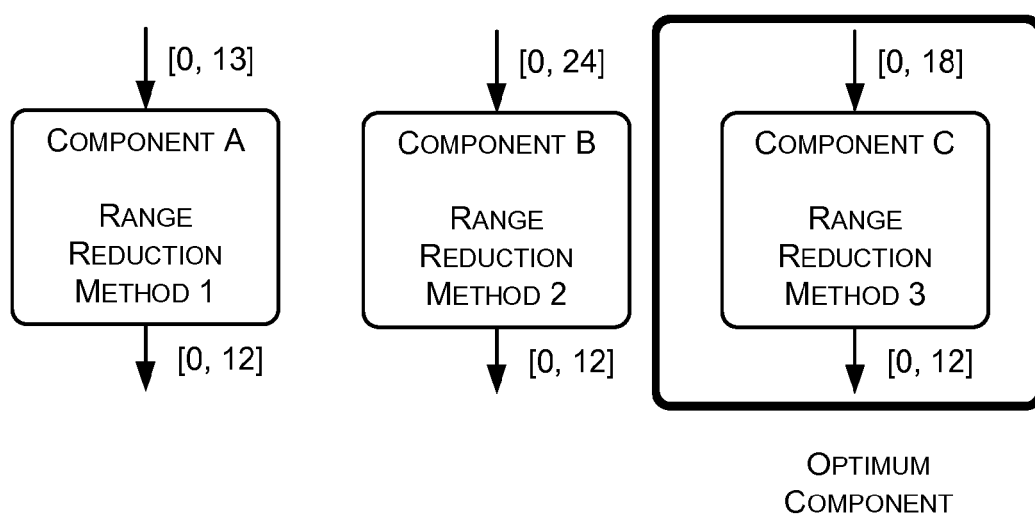 [0, 13]
COMPONENT A
RANGE
REDUCTION
METHOD 1
[0, 12]
[0, 24]
COMPONENT B
RANGE
REDUCTION
METHOD 2
[0, 12]
[0, 18]
COMPONENT C
RANGE
REDUCTION
METHOD 3
[0, 12]
OPTIMUM
COMPONENT